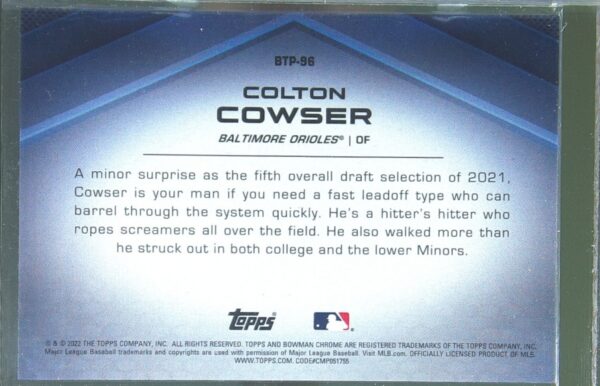 BTP-96
COLTON
COWSER
BALTIMORE ORIOLES® | OF
A minor surprise as the fifth overall draft selection of 2021,
Cowser is your man if you need a fast leadoff type who can
barrel through the system quickly. He's a hitter's hitter who
ropes screamers all over the field. He also walked more than
he struck out in both college and the lower Minors.
Topps
® & © 2022 THE TOPPS COMPANY, INC. ALL RIGHTS RESERVED. TOPPS AND BOWMAN CHROME ARE REGISTERED TRADEMARKS OF THE TOPPS COMPANY, INC.
Major League Baseball trademarks and copyrights are used with permission of Major League Baseball. Visit MLB.com. OFFICIALLY LICENSED PRODUCT OF MLB.
WWW.TOPPS.COM. CODE#CMP051755